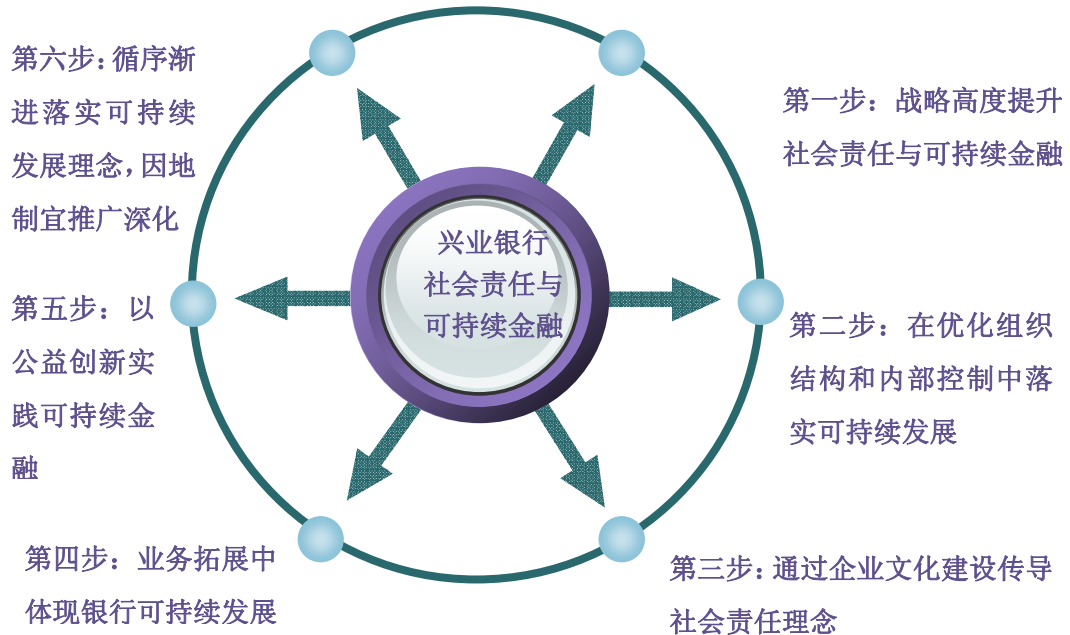 兴业银行
社会责任与
可持续金融
第一步：战略高度提升
社会责任与可持续金融
第二步：在优化组织
结构和内部控制中落
实可持续发展
第三步：通过企业文化建设传导
社会责任理念
第四步：业务拓展中
体现银行可持续发展
第五步：以
公益创新实
践可持续金
融
第六步：循序渐
进落实可持续
发展理念，因地
制宜推广深化